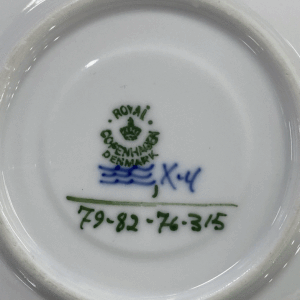 ROYAL
COPENHAGEN
DENMARK
X-4
79-82-76-315